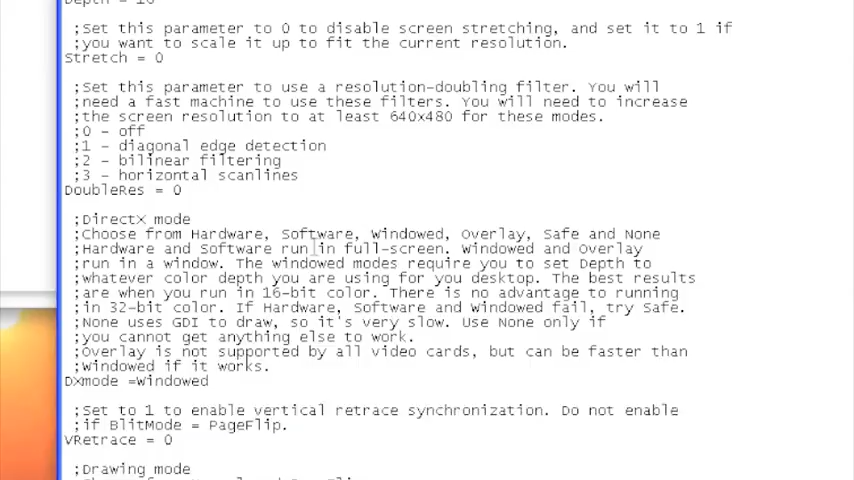 Depth = 16
;Set this parameter to 0 to disable screen stretching, and set it to 1 if
;you want to scale it up to fit the current resolution.
Stretch = 0
;Set this parameter to use a resolution-doubling filter. You will
;need a fast machine to use these filters. You will need to increase
;the screen resolution to at least 640x480 for these modes.
;0 - off
;1 - diagonal edge detection
;2 - bilinear filtering
;3 - horizontal scanlines
DoubleRes = 0
;DirectX mode
;Choose from Hardware, Software, Windowed, Overlay, Safe and None
;Hardware and Software run in full-screen. Windowed and Overlay
;run in a window. The windowed modes require you to set Depth to
;whatever color depth you are using for you desktop. The best results
;are when you run in 16-bit color. There is no advantage to running
;in 32-bit color. If Hardware, Software and Windowed fail, try Safe.
;None uses GDI to draw, so it's very slow. Use None only if
;you cannot get anything else to work.
;Overlay is not supported by all video cards, but can be faster than
;Windowed if it works.
DXmode =Windowed
;Set to 1 to enable vertical retrace synchronization. Do not enable
;if BlitMode = PageFlip.
VRetrace = 0
;Drawing mode